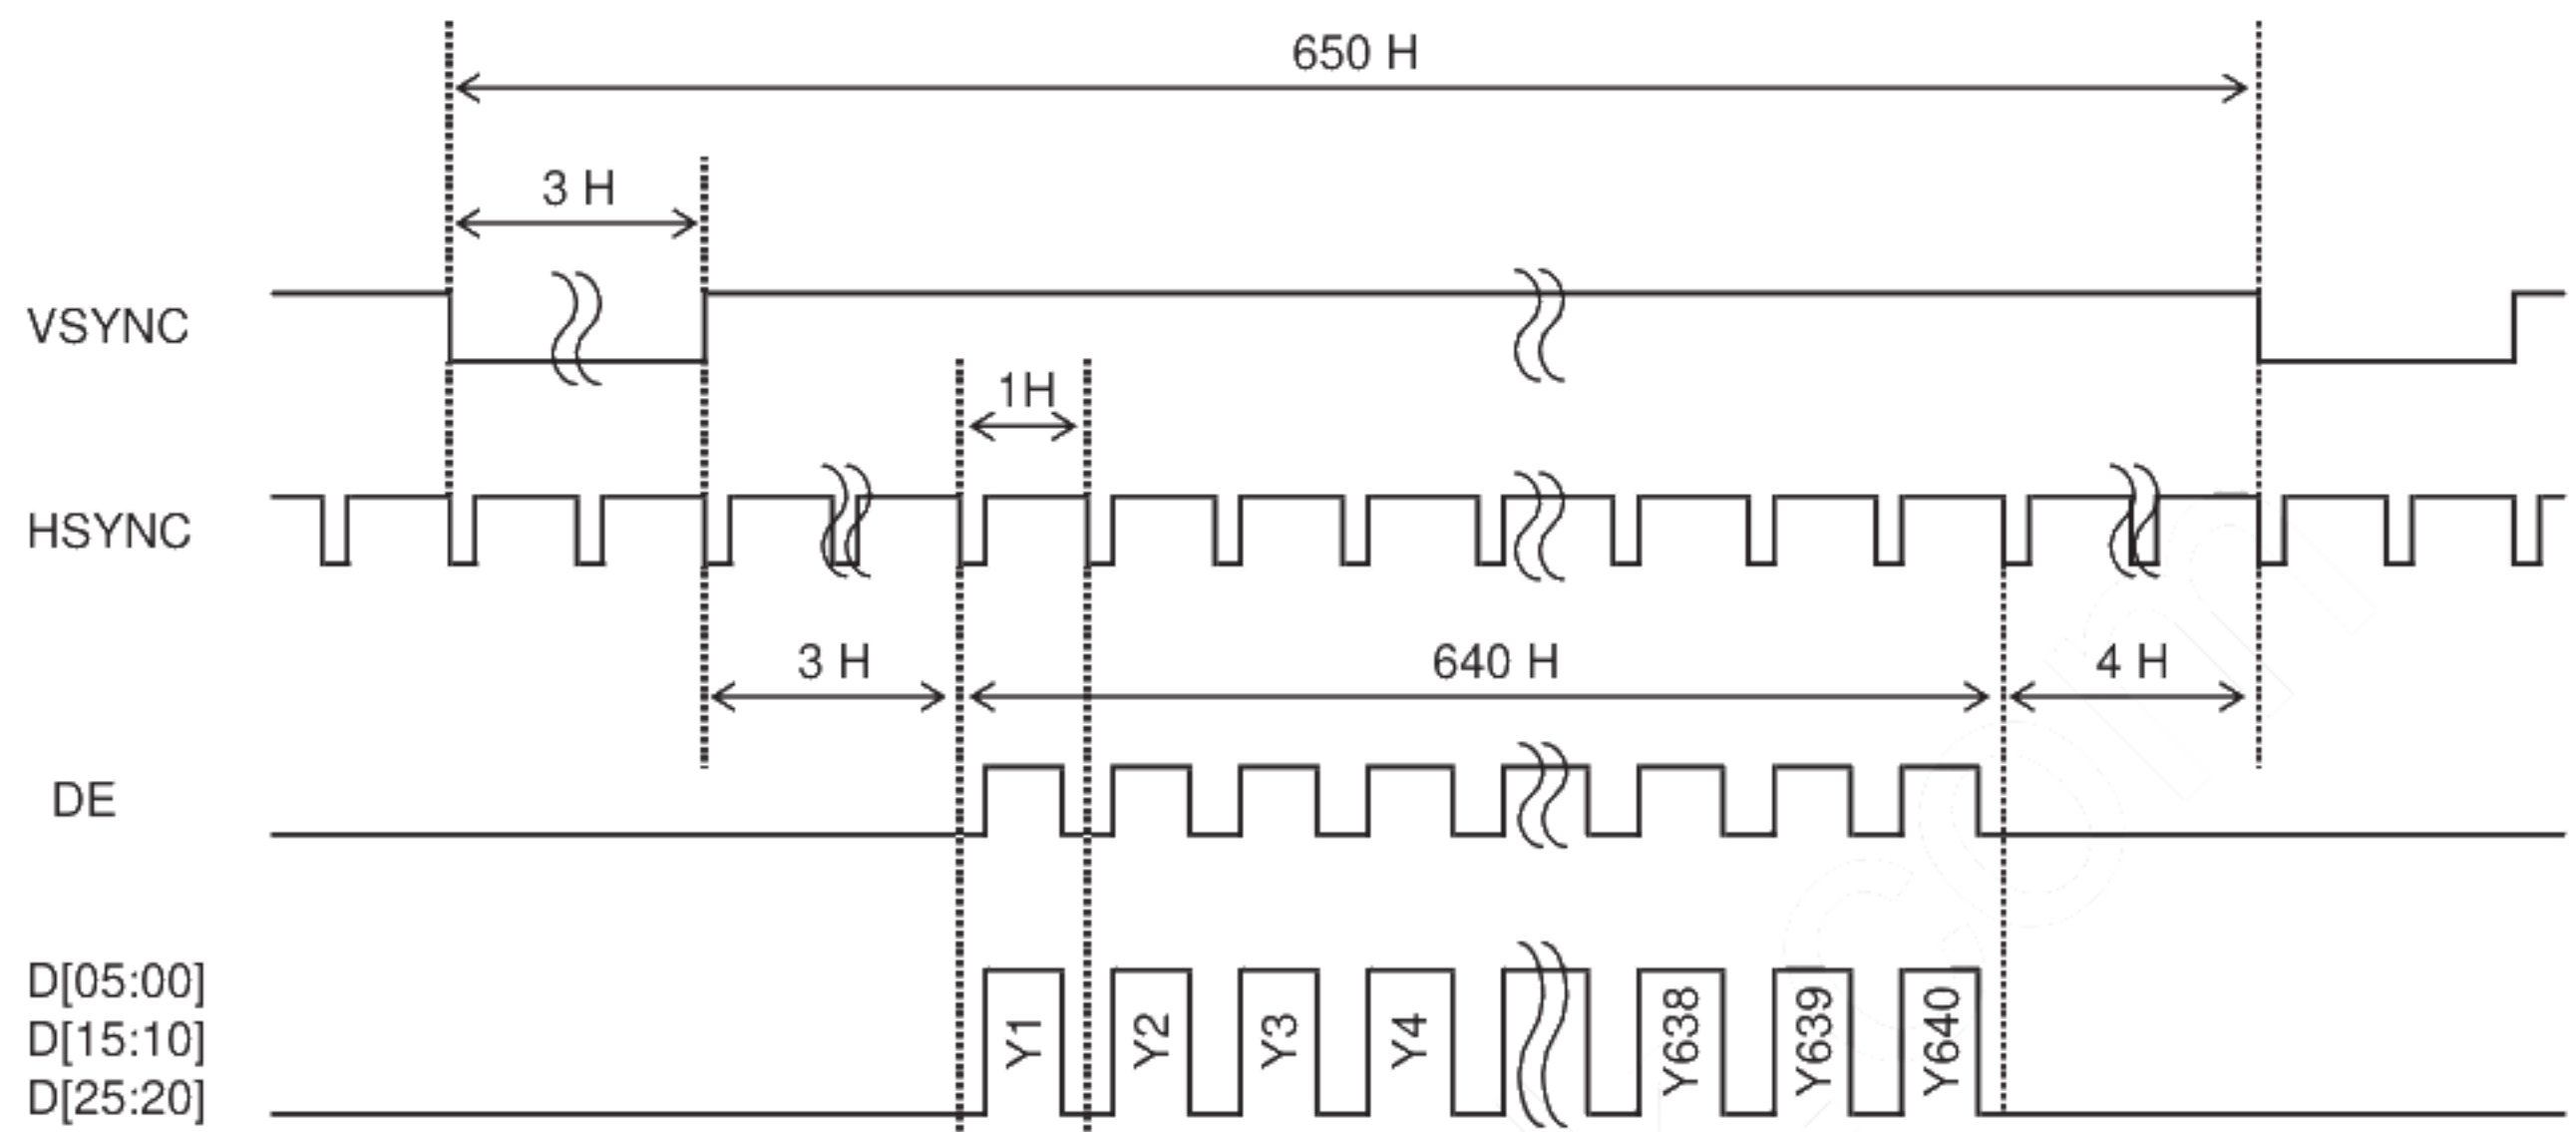 650 H
3 H
VSYNC
1H
HSYNC
3 H
640 H
4 H
DE
D[05:00]
D[15:10]
D[25:20]
Y1
Y2
Y3
Y4
Y638
Y639
Y640